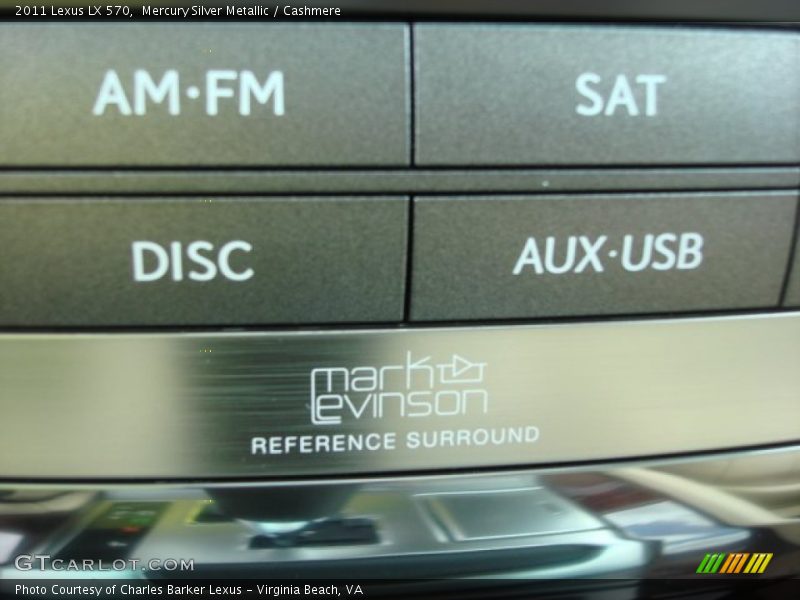 2011 Lexus LX 570,  Mercury Silver Metallic / Cashmere
AM·FM
SAT
DISC
AUX·USB
mark
Levinson
REFERENCE SURROUND
GTCARLOT.COM
Photo Courtesy of Charles Barker Lexus - Virginia Beach, VA